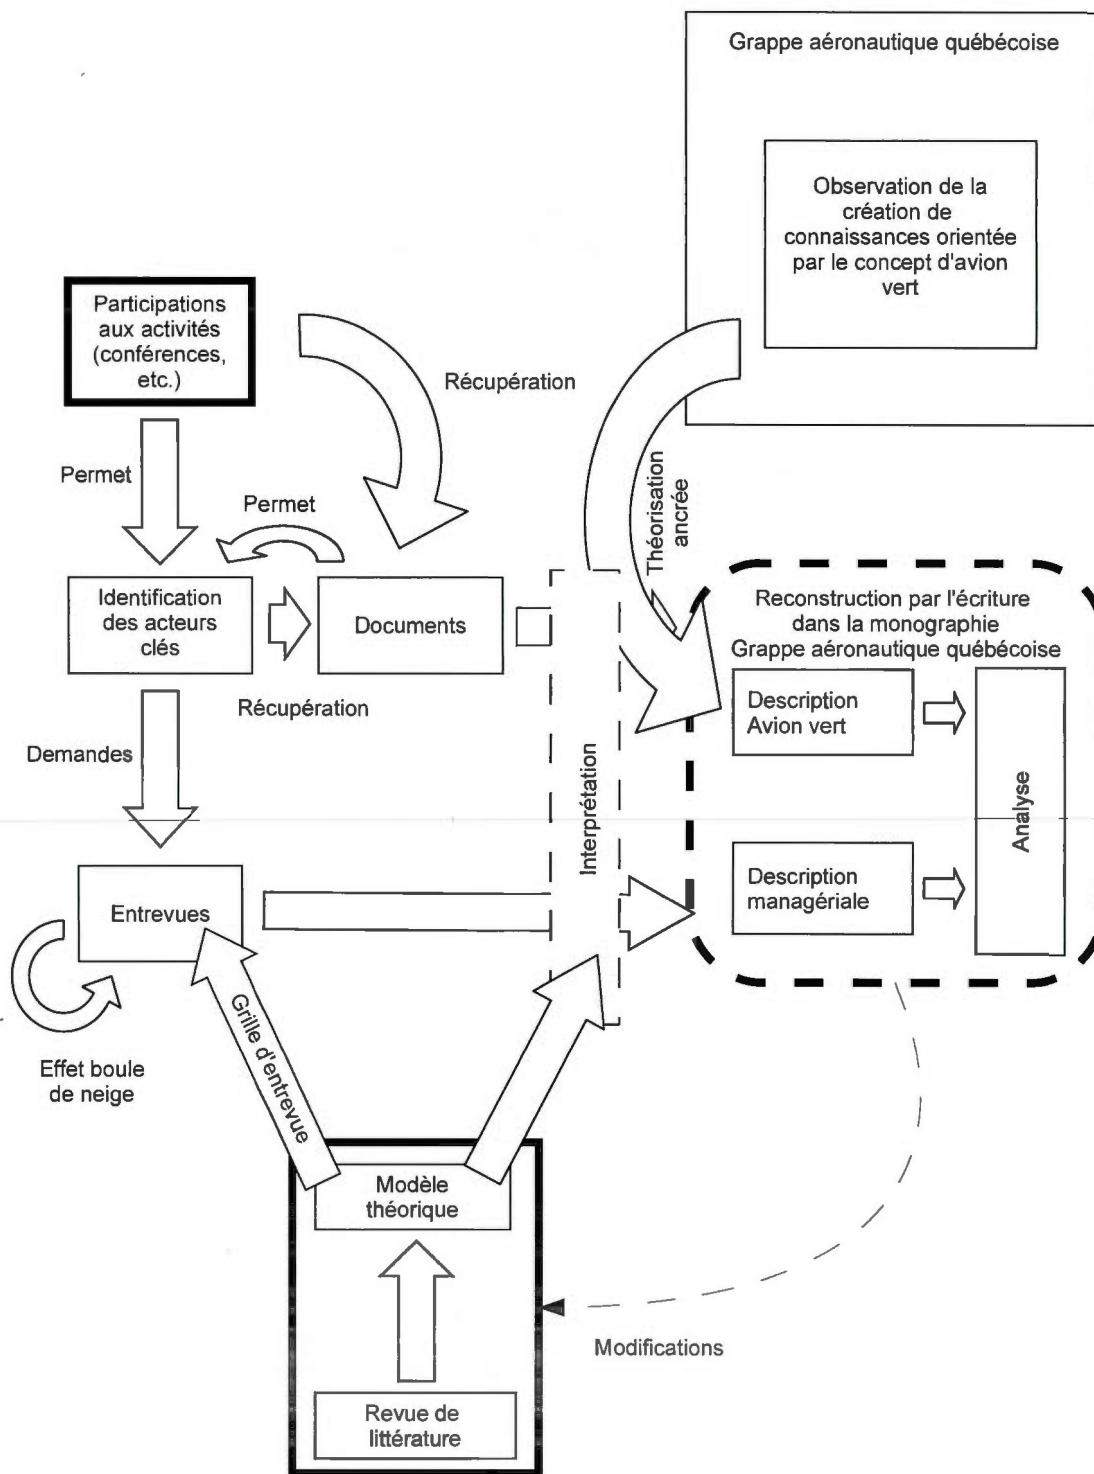 Grappe aéronautique québécoise
Observation de la
création de
connaissances orientée
par le concept d'avion
vert
Participations
aux activités
(conférences,
etc.)
Récupération
Permet
Permet
Théorisation
ancrée
Identification
des acteurs
clés
Documents
Récupération
Reconstruction par l'écriture
dans la monographie
Grappe aéronautique québécoise
Description
Avion vert
Demandes
Interprétation
Analyse
Entrevues
Description
managériale
Effet boule
de neige
Grille d'entrevue
Modèle
théorique
Modifications
Revue de
littérature